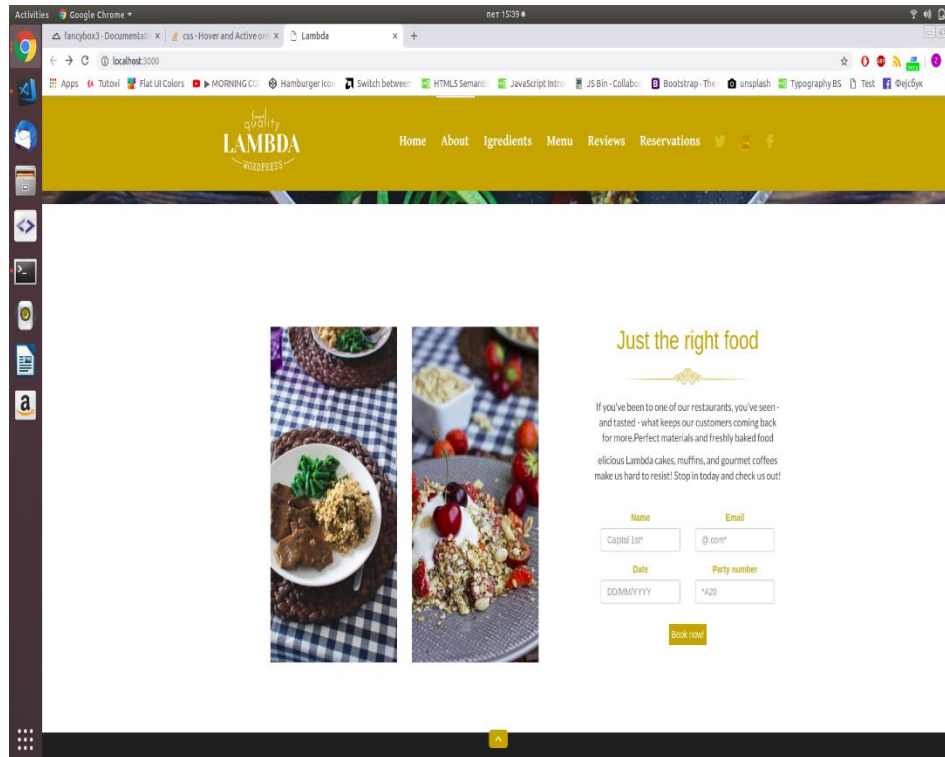 Activities Google Chrome ▾ пет 15:39
fancybox3 - Documentati x css - Hover and Active onl x Lambda x +
localhost:3000
Apps Tutovi Flat UI Colors ▶ MORNING CO Hamburger Icon Switch between HTML5 Semanti JavaScript Intro JS Bin - Collabor Bootstrap · The unsplash Typography BS Test Фејсбук
quality
LAMBDA
WORDPRESS
Home About Igredients Menu Reviews Reservations
Just the right food
If you've been to one of our restaurants, you've seen -
and tasted - what keeps our customers coming back
for more.Perfect materials and freshly baked food
elicious Lambda cakes, muffins, and gourmet coffees
make us hard to resist! Stop in today and check us out!
Name Email
Capital 1st* @.com*
Date Party number
DD/MM/YYYY *A20
Book now!